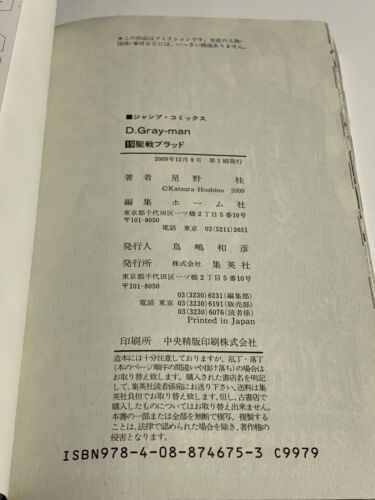 ★この作品はフィクションです。実在の人物・
団体・事件などには、いっさい関係ありません。
■ジャンプ・コミックス
D.Gray-man
19聖戦ブラッド
2009年12月9日 第1刷発行
著者 星野桂
©Katsura Hoshino 2009
編集 ホーム社
東京都千代田区一ツ橋2丁目5番10号
〒101-8050
電話 東京 03(5211)2651
発行人 鳥嶋和彦
発行所 株式会社 集英社
東京都千代田区一ツ橋2丁目5番10号
〒101-8050
03(3230)6231(編集部)
電話 東京 03(3230)6191(販売部)
03(3230)6076(読者係)
Printed in Japan
印刷所 中央精版印刷株式会社
造本には十分注意しておりますが、乱丁・落丁
(本のページ順序の間違いや抜け落ち)の場合は
お取り替え致します。購入された書店名を明記し
て、集英社読者係宛にお送り下さい。送料は集
英社負担でお取り替え致します。但し、古書店で
購入したものについてはお取り替え出来ません。
本書の一部または全部を無断で複写、複製するこ
とは、法律で認められた場合を除き、著作権の
侵害となります。
ISBN978-4-08-874675-3 C9979